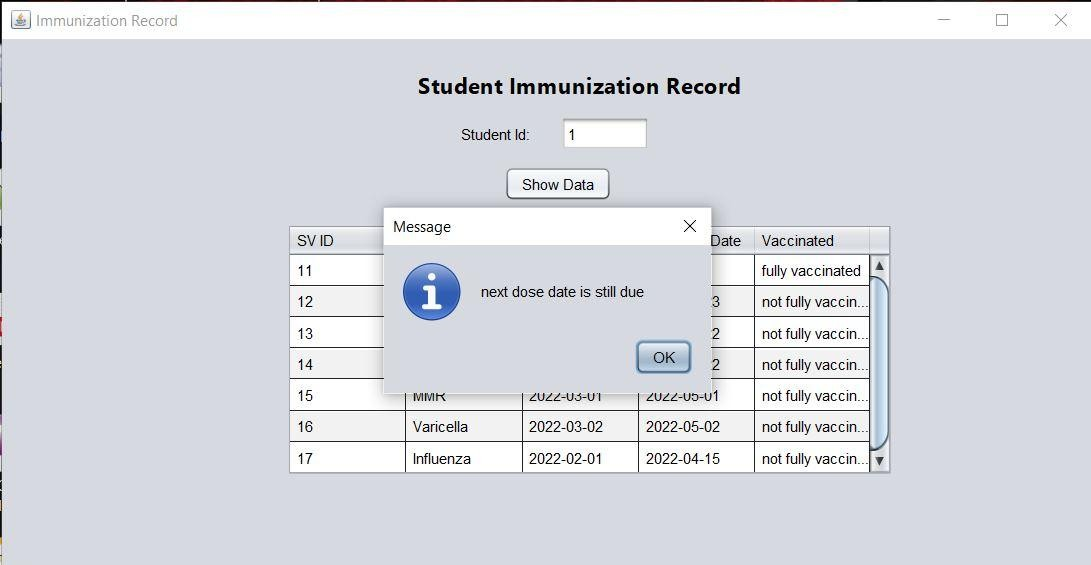 Immunization Record
Student Immunization Record
Student Id: 1
Show Data
Message
next dose date is still due
OK
SV ID Date Vaccinated
11 fully vaccinated
12 3 not fully vaccin...
13 2 not fully vaccin...
14 2 not fully vaccin...
15 MMR 2022-03-01 2022-05-01 not fully vaccin...
16 Varicella 2022-03-02 2022-05-02 not fully vaccin...
17 Influenza 2022-02-01 2022-04-15 not fully vaccin...